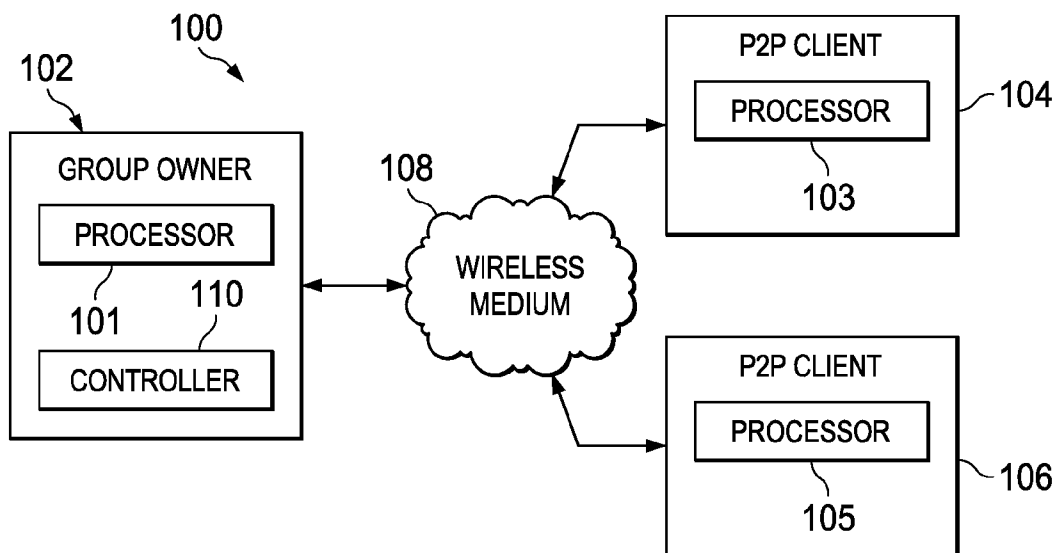 100
102
GROUP OWNER
PROCESSOR
101
110
CONTROLLER
108
WIRELESS
MEDIUM
P2P CLIENT
PROCESSOR
103
104
P2P CLIENT
PROCESSOR
105
106